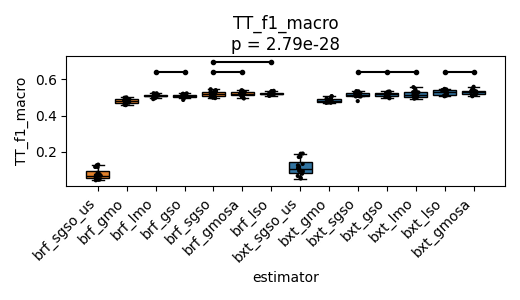 TT_f1_macro
p = 2.79e-28
TT_f1_macro
0.6
0.4
0.2
brf_sgso_us
brf_gmo
brf_lmo
brf_gso
brf_sgso
brf_gmosa
brf_lso
bxt_sgso_us
bxt_gmo
bxt_sgso
bxt_gso
bxt_lmo
bxt_lso
bxt_gmosa
estimator